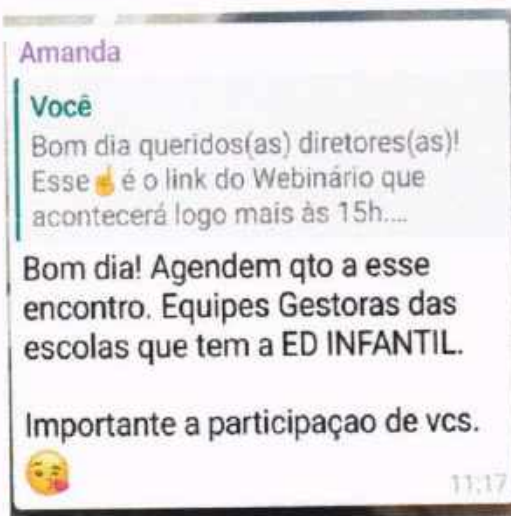 Amanda
Você
Bom dia queridos(as) diretores(as)!
Esse☝️é o link do Webinário que
acontecerá logo mais às 15h....
Bom dia! Agendem qto a esse
encontro. Equipes Gestoras das
escolas que tem a ED INFANTIL.
Importante a participaçao de vcs.
😘
11:17